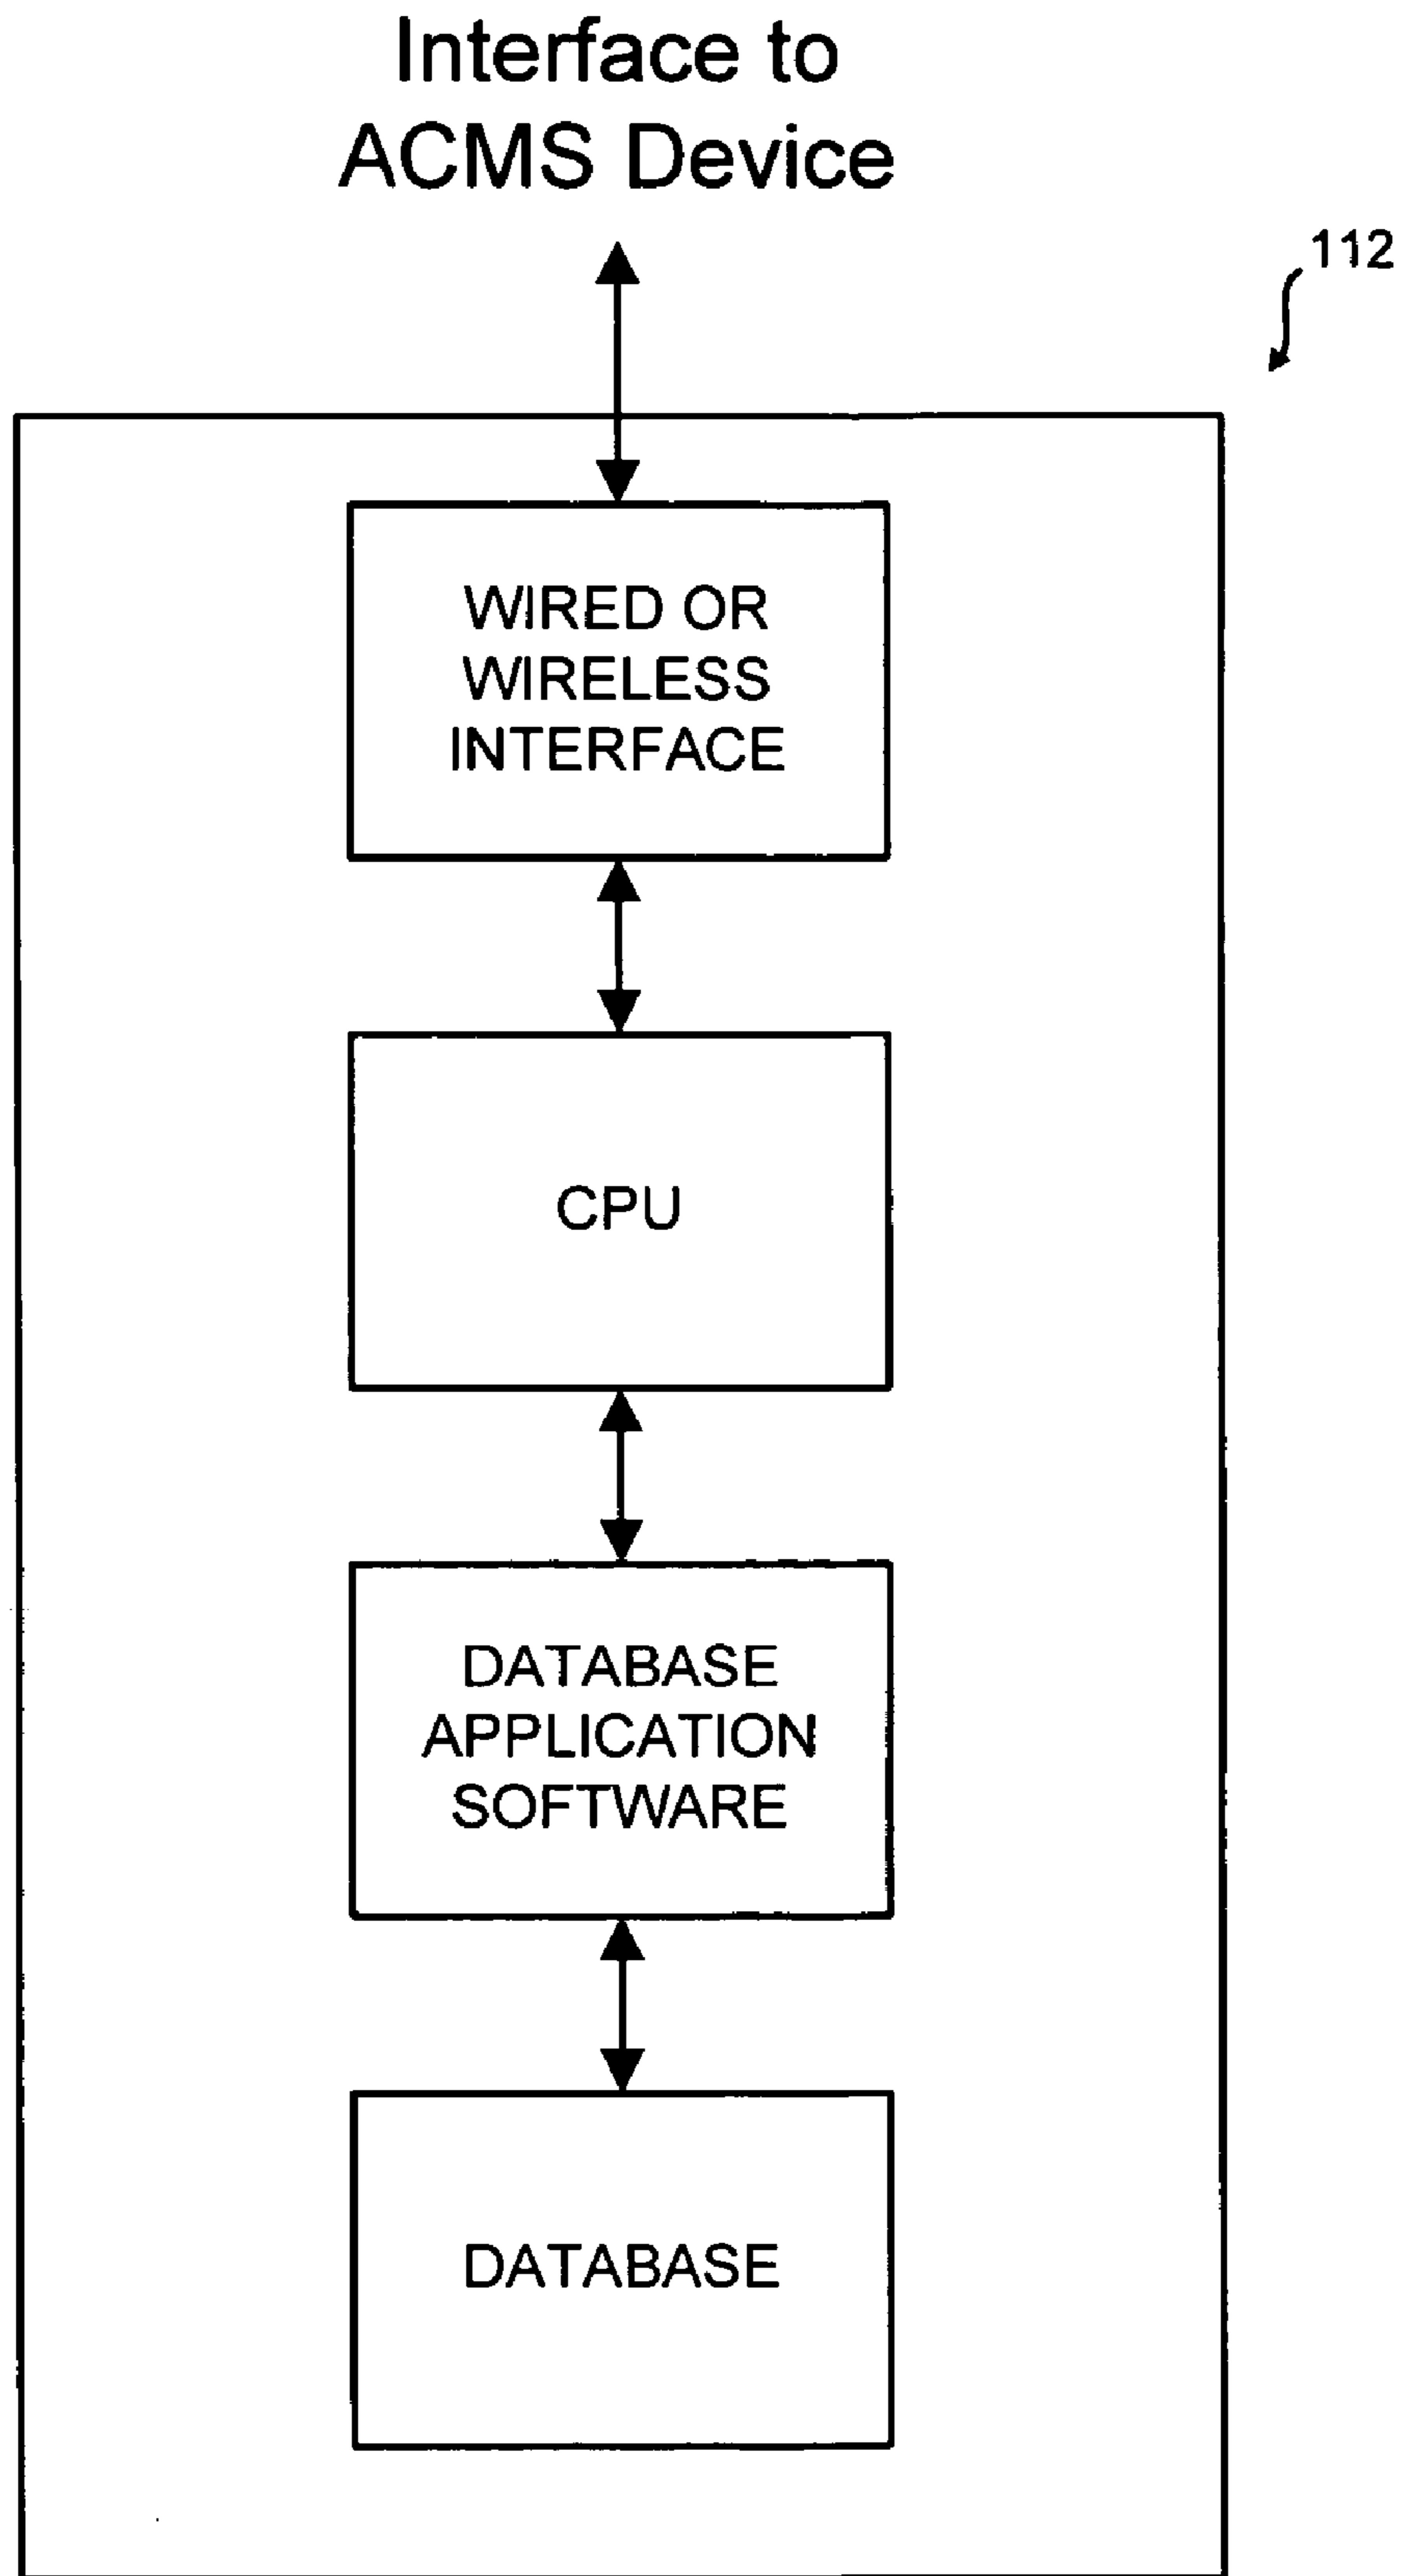 Interface to
ACMS Device
112
WIRED OR
WIRELESS
INTERFACE
CPU
DATABASE
APPLICATION
SOFTWARE
DATABASE